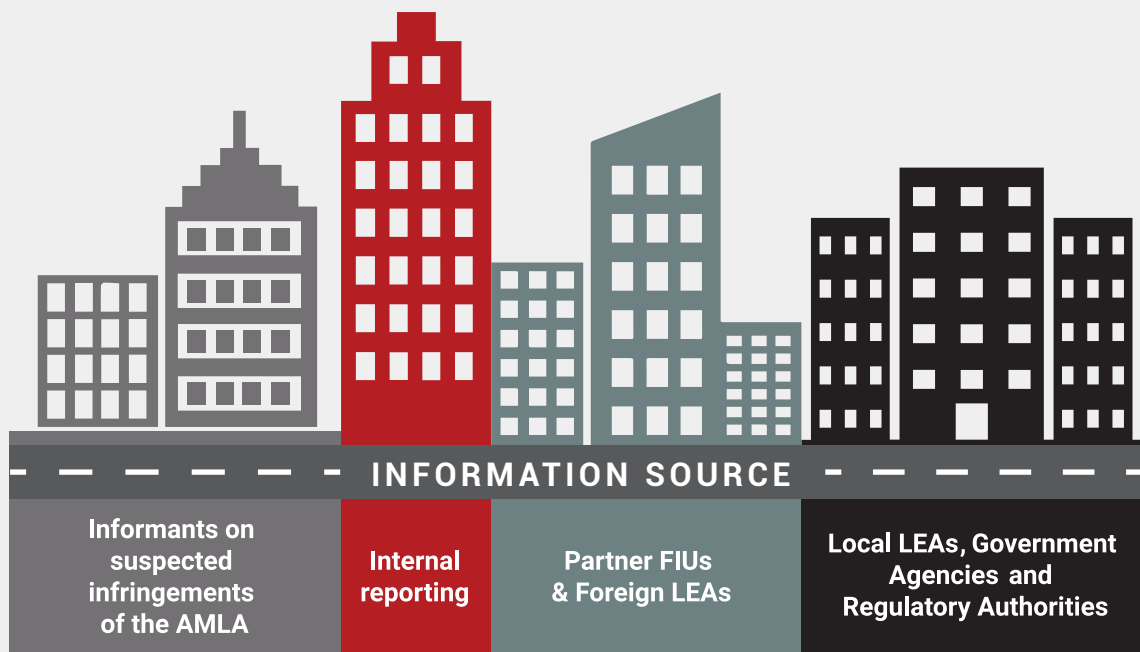 INFORMATION SOURCE
Informants on
suspected
infringements
of the AMLA
Internal
reporting
Partner FIUs
& Foreign LEAs
Local LEAs, Government
Agencies and
Regulatory Authorities